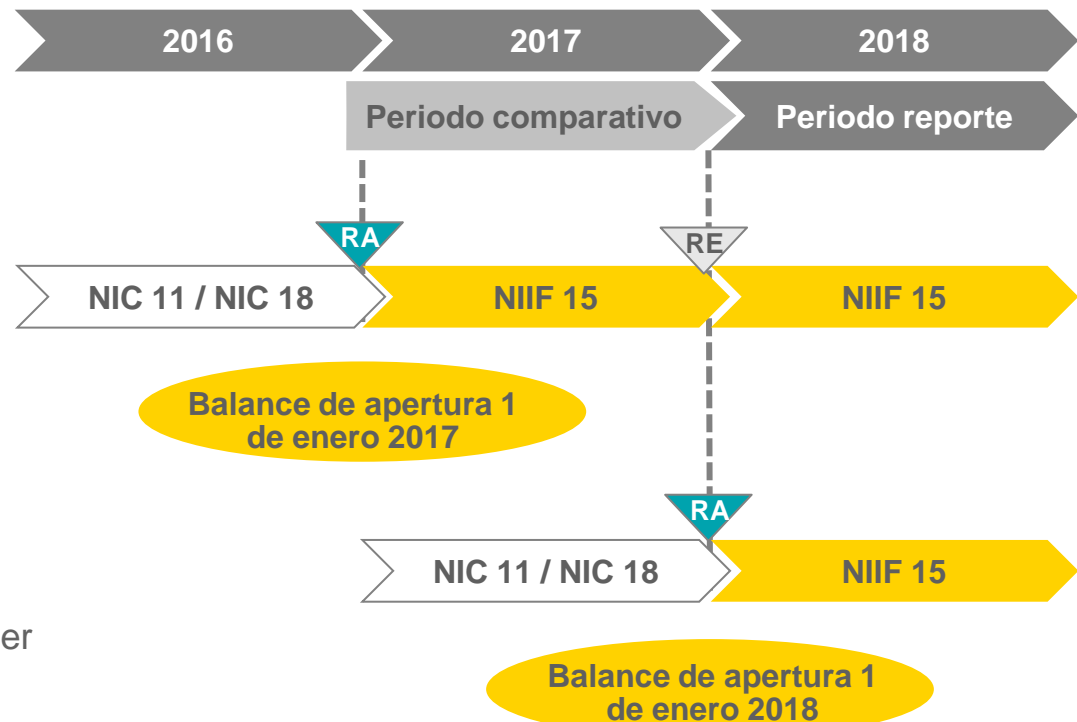 2016
2017
2018
Periodo comparativo
Periodo reporte
RA
RE
NIC 11 / NIC 18
NIIF 15
NIIF 15
Balance de apertura 1
de enero 2017
RA
NIC 11 / NIC 18
NIIF 15
er
Balance de apertura 1
de enero 2018